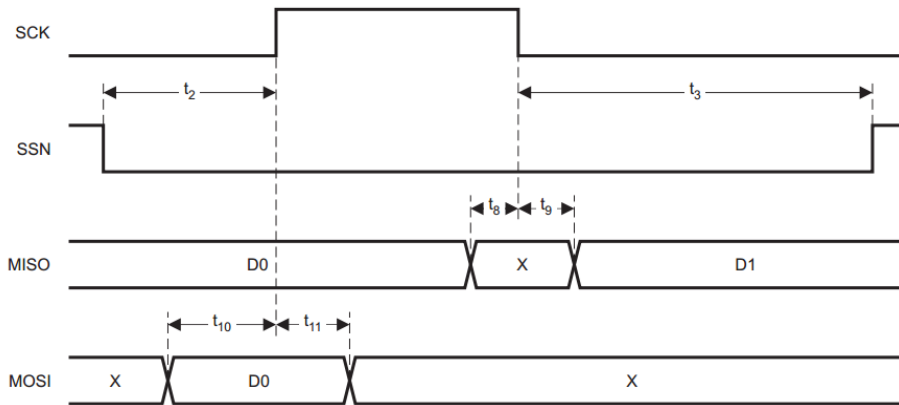 SCK
t2
t3
SSN
t8 t9
MISO D0 X D1
t10 t11
MOSI X D0 X